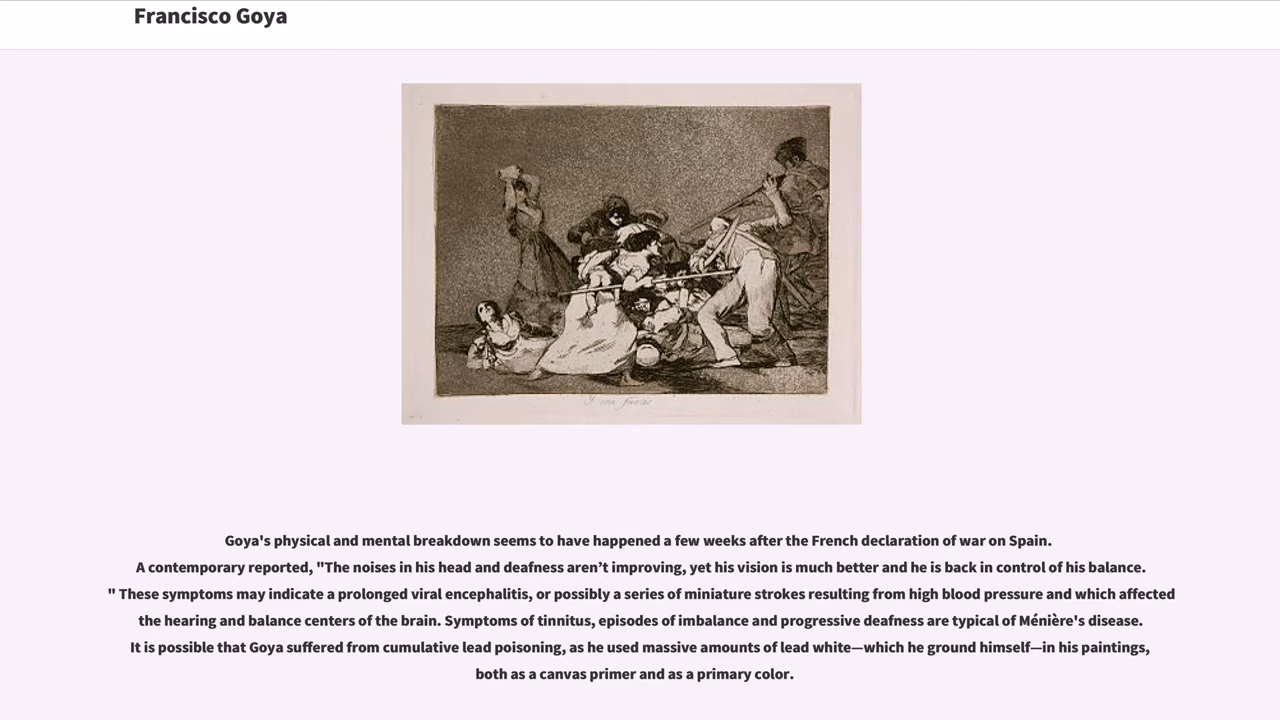 Francisco Goya
Y son fieras
Goya's physical and mental breakdown seems to have happened a few weeks after the French declaration of war on Spain.
A contemporary reported, "The noises in his head and deafness aren’t improving, yet his vision is much better and he is back in control of his balance.
" These symptoms may indicate a prolonged viral encephalitis, or possibly a series of miniature strokes resulting from high blood pressure and which affected
the hearing and balance centers of the brain. Symptoms of tinnitus, episodes of imbalance and progressive deafness are typical of Ménière's disease.
It is possible that Goya suffered from cumulative lead poisoning, as he used massive amounts of lead white—which he ground himself—in his paintings,
both as a canvas primer and as a primary color.